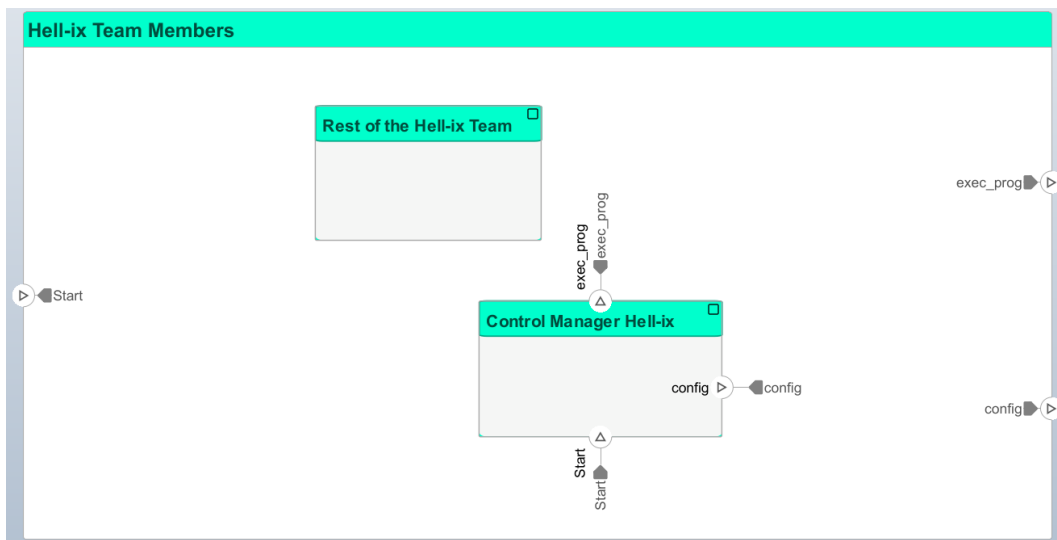 Hell-ix Team Members
Rest of the Hell-ix Team
exec_prog
exec_prog
exec_prog
Start
Control Manager Hell-ix
config
config
config
Start
Start